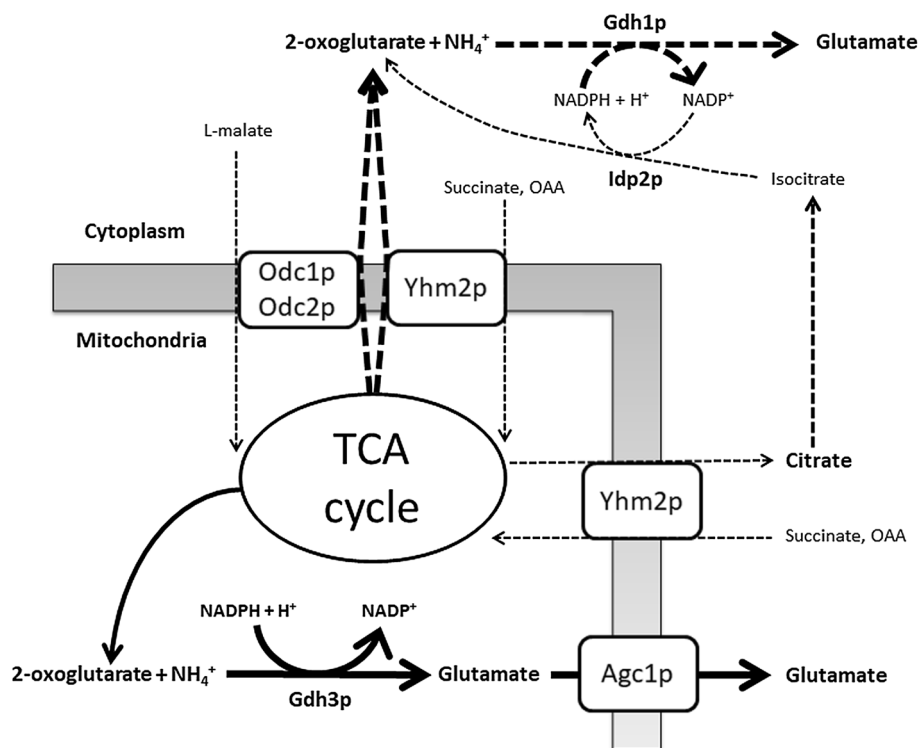 Gdh1p
2-oxoglutarate + NH₄⁺
Glutamate
NADPH + H⁺
NADP⁺
L-malate
Idp2p
Isocitrate
Succinate, OAA
Cytoplasm
Odc1p
Odc2p
Yhm2p
Mitochondria
TCA
cycle
Citrate
Yhm2p
Succinate, OAA
NADPH + H⁺
NADP⁺
2-oxoglutarate + NH₄⁺
Glutamate
Agc1p
Glutamate
Gdh3p